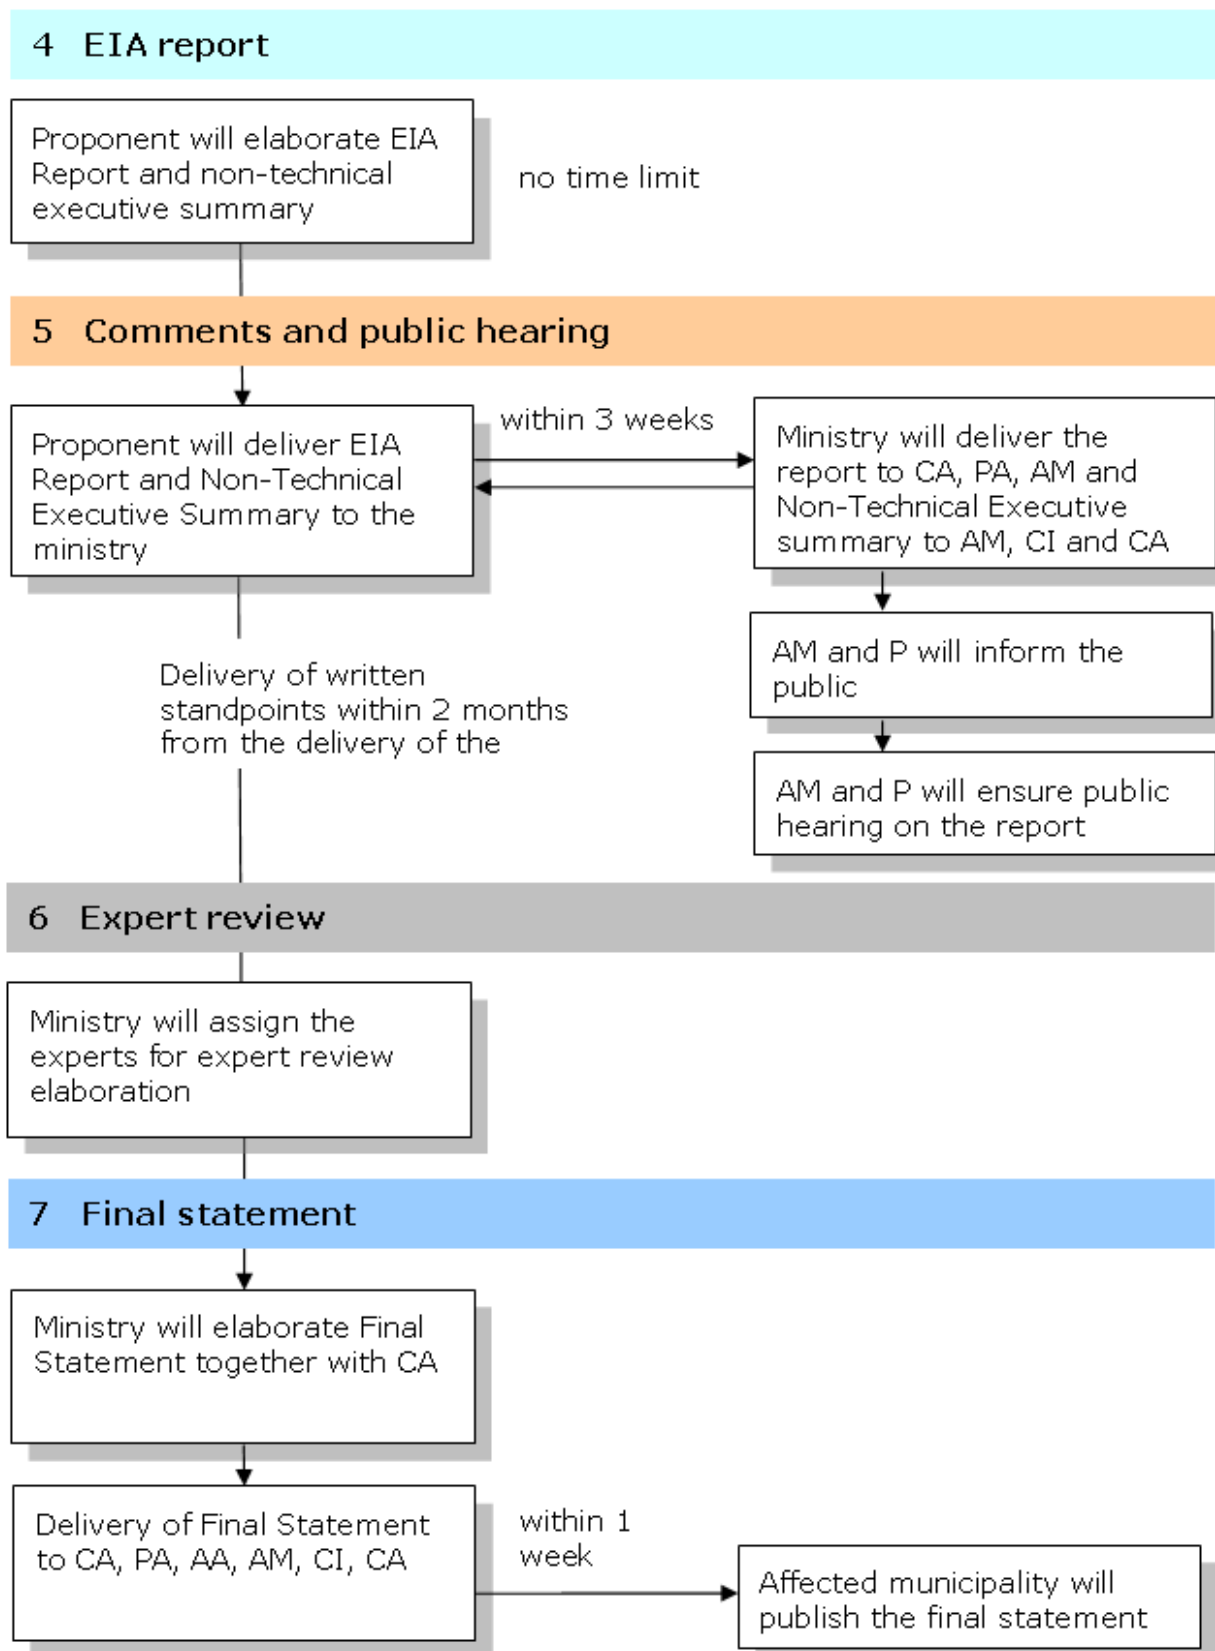 4 EIA report
Proponent will elaborate EIA
Report and non-technical
executive summary
no time limit
5 Comments and public hearing
Proponent will deliver EIA
Report and Non-Technical
Executive Summary to the
ministry
within 3 weeks
Ministry will deliver the
report to CA, PA, AM and
Non-Technical Executive
summary to AM, CI and CA
AM and P will inform the
public
Delivery of written
standpoints within 2 months
from the delivery of the
AM and P will ensure public
hearing on the report
6 Expert review
Ministry will assign the
experts for expert review
elaboration
7 Final statement
Ministry will elaborate Final
Statement together with CA
Delivery of Final Statement
to CA, PA, AA, AM, CI, CA
within 1
week
Affected municipality will
publish the final statement